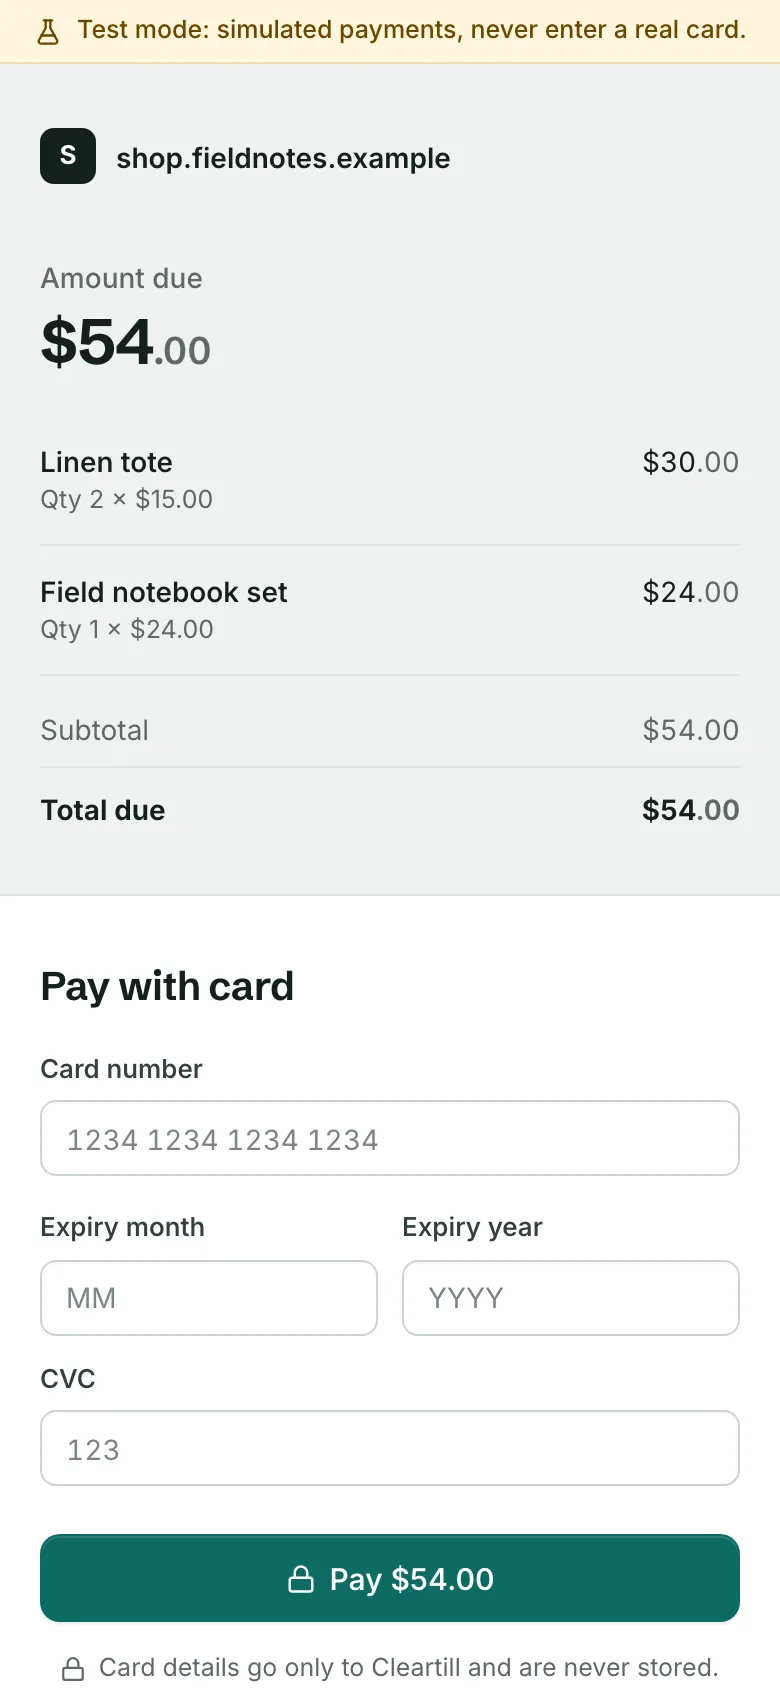 Test mode: simulated payments, never enter a real card.
S shop.fieldnotes.example
Amount due
$54.00
Linen tote $30.00
Qty 2 × $15.00
Field notebook set $24.00
Qty 1 × $24.00
Subtotal $54.00
Total due $54.00
Pay with card
Card number
1234 1234 1234 1234
Expiry month Expiry year
MM YYYY
CVC
123
Pay $54.00
Card details go only to Cleartill and are never stored.